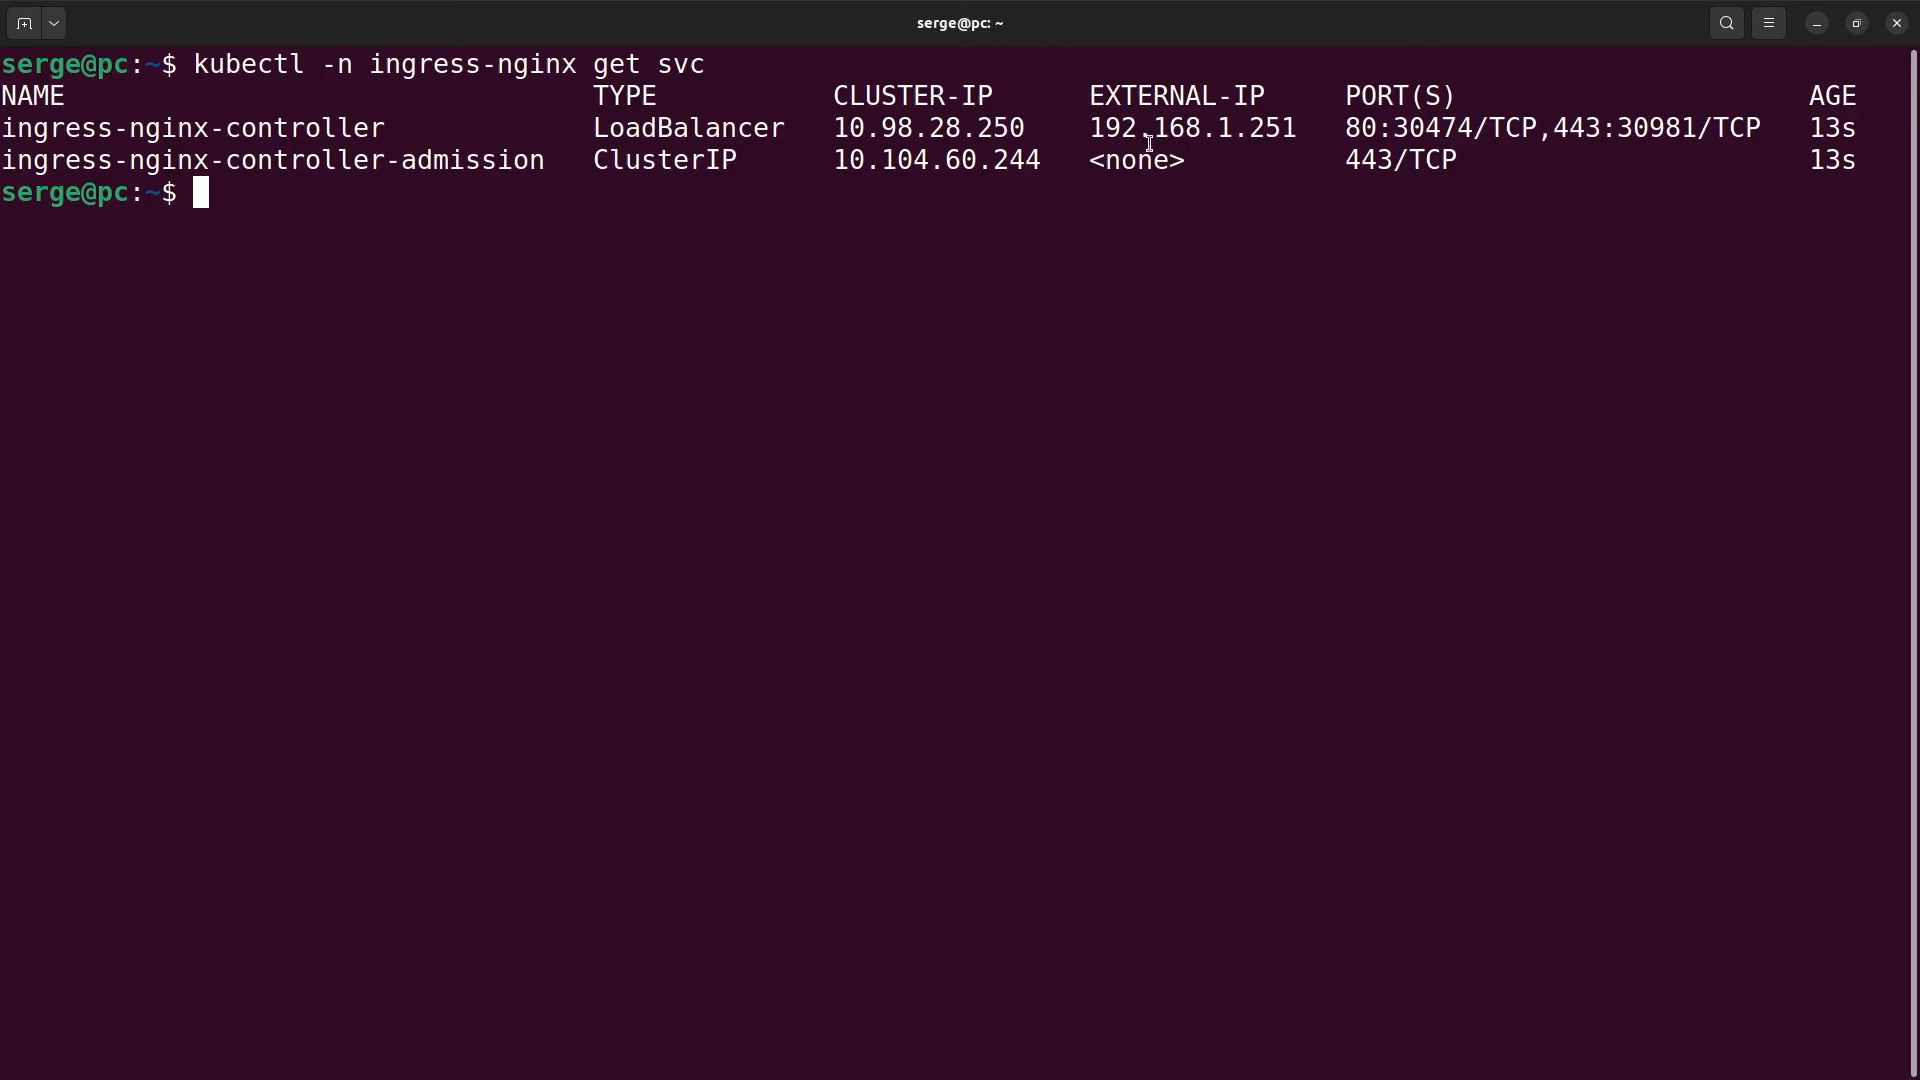 serge@pc: ~
serge@pc:~$ kubectl -n ingress-nginx get svc
NAME                                 TYPE           CLUSTER-IP      EXTERNAL-IP     PORT(S)                      AGE
ingress-nginx-controller             LoadBalancer   10.98.28.250    192.168.1.251   80:30474/TCP,443:30981/TCP   13s
ingress-nginx-controller-admission   ClusterIP      10.104.60.244   <none>          443/TCP                      13s
serge@pc:~$